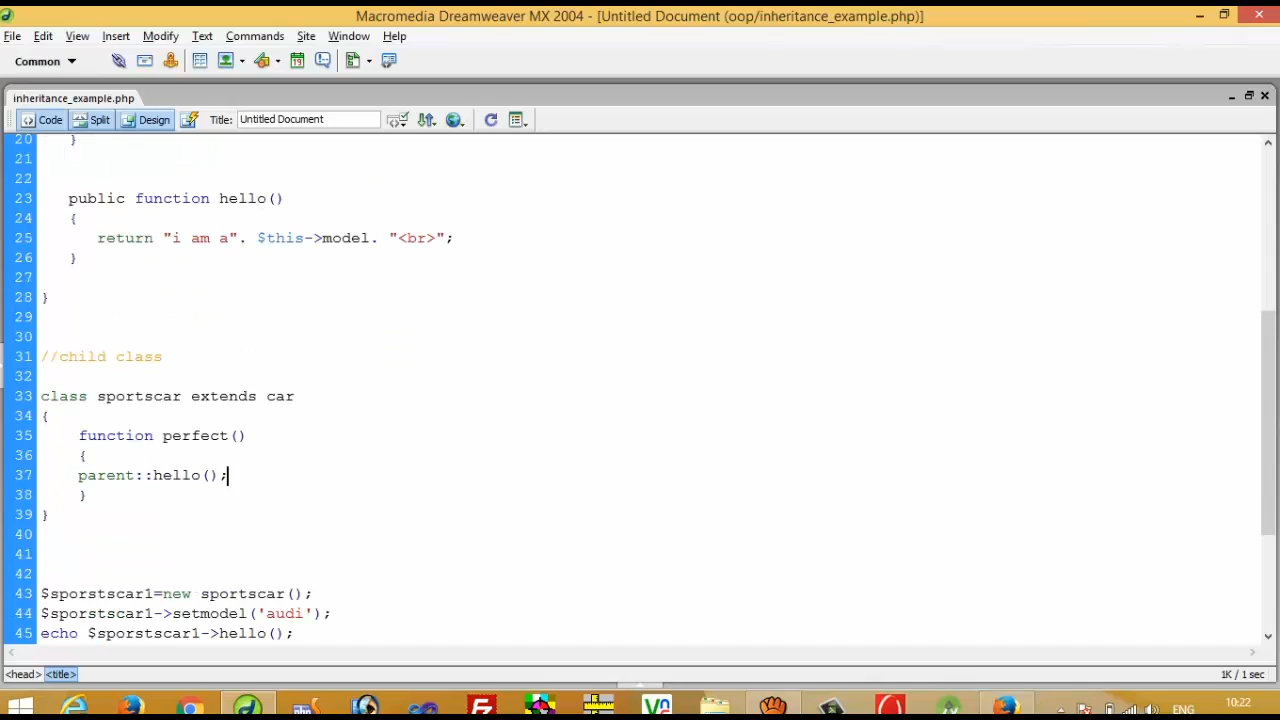 Macromedia Dreamweaver MX 2004 - [Untitled Document (oop/inheritance_example.php)]
File Edit View Insert Modify Text Commands Site Window Help
Common
inheritance_example.php
Code Split Design Title: Untitled Document
20 }
21
22
23 public function hello()
24 {
25 return "i am a". $this->model. "<br>";
26 }
27
28 }
29
30
31 //child class
32
33 class sportscar extends car
34 {
35 function perfect()
36 {
37 parent::hello();
38 }
39 }
40
41
42
43 $sporstscar1=new sportscar();
44 $sporstscar1->setmodel('audi');
45 echo $sporstscar1->hello();
<head> <title> 1K / 1 sec
ENG 10:22